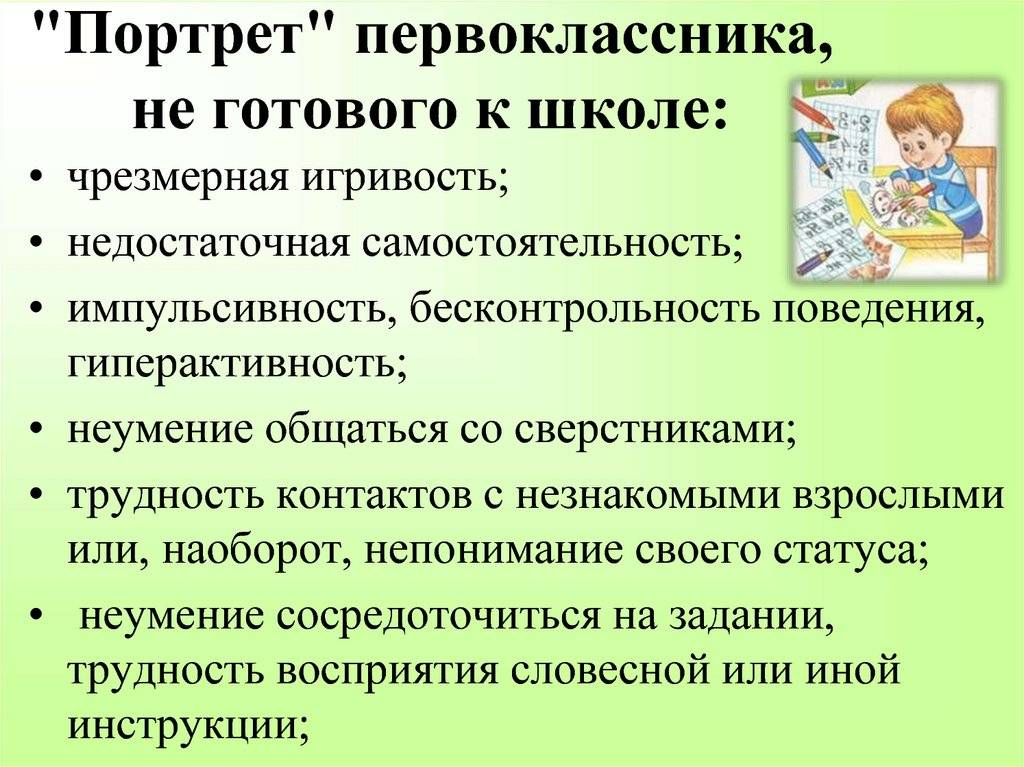 "Портрет" первоклассника,
не готового к школе:
• чрезмерная игривость;
• недостаточная самостоятельность;
• импульсивность, бесконтрольность поведения,
гиперактивность;
• неумение общаться со сверстниками;
• трудность контактов с незнакомыми взрослыми
или, наоборот, непонимание своего статуса;
• неумение сосредоточиться на задании,
трудность восприятия словесной или иной
инструкции;